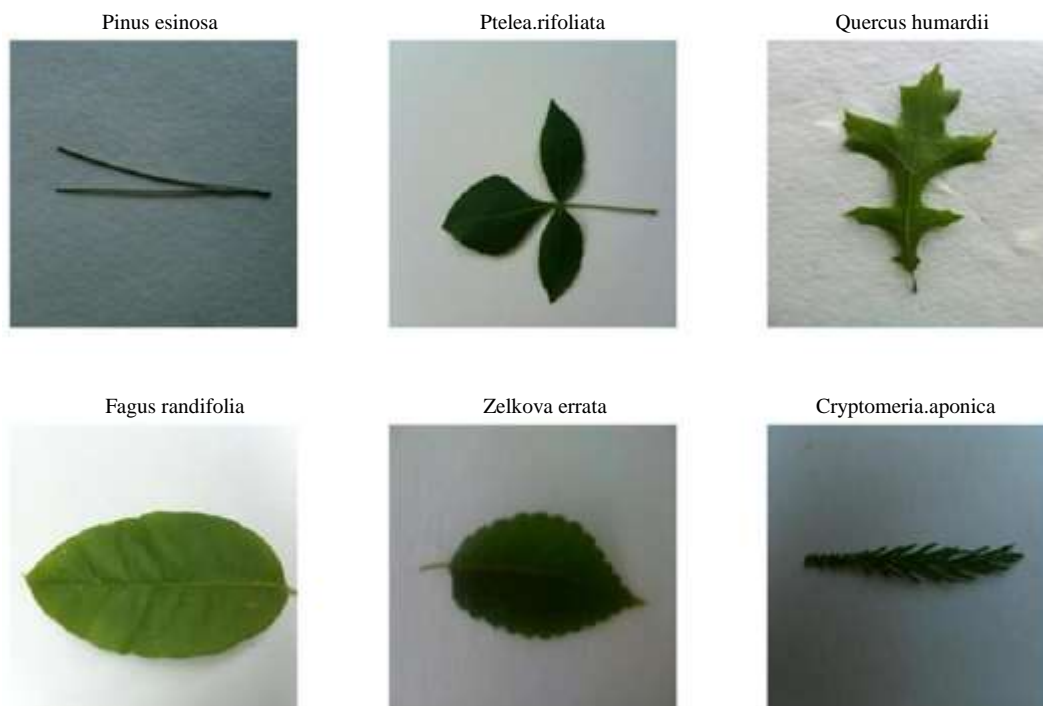 Pinus esinosa
Ptelea.rifoliata
Quercus humardii
Fagus randifolia
Zelkova errata
Cryptomeria.aponica